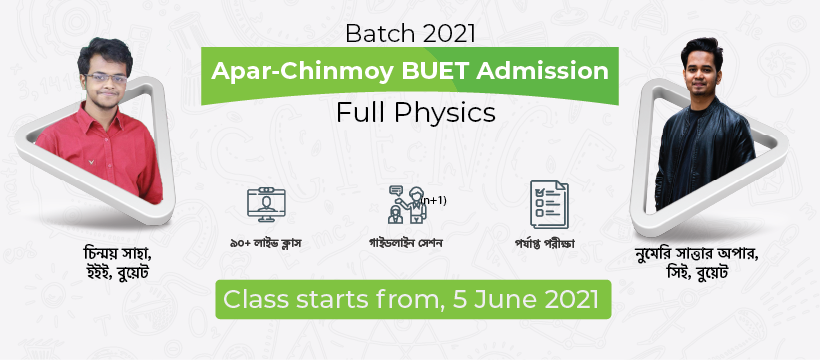 Batch 2021
Apar-Chinmoy BUET Admission
Full Physics
n+1)
৯০+ লাইভ ক্লাস
গাইডলাইন সেশন
পর্যাপ্ত পরীক্ষা
চিন্ময় সাহা,
ইইই, বুয়েট
নুমেরি সাত্তার অপার,
সিই, বুয়েট
Class starts from, 5 June 2021